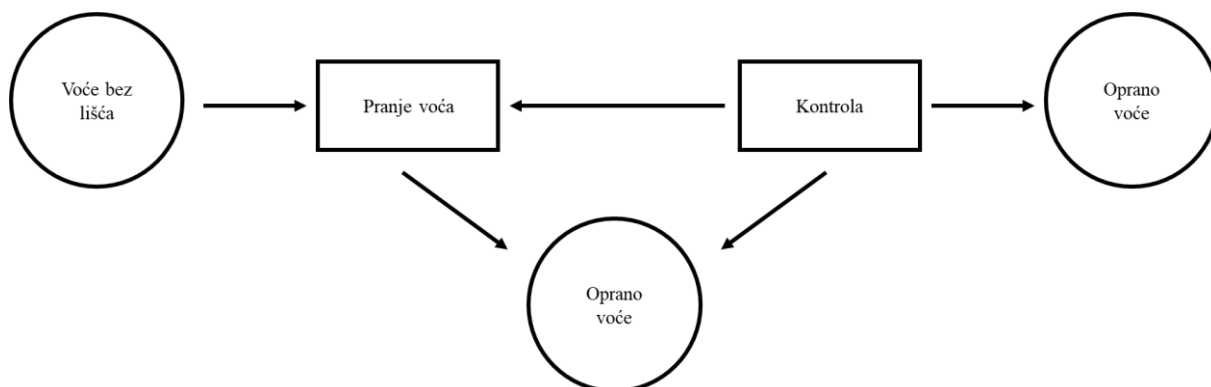 Voće bez
lišća
Pranje voća
Kontrola
Oprano
voće
Oprano
voće